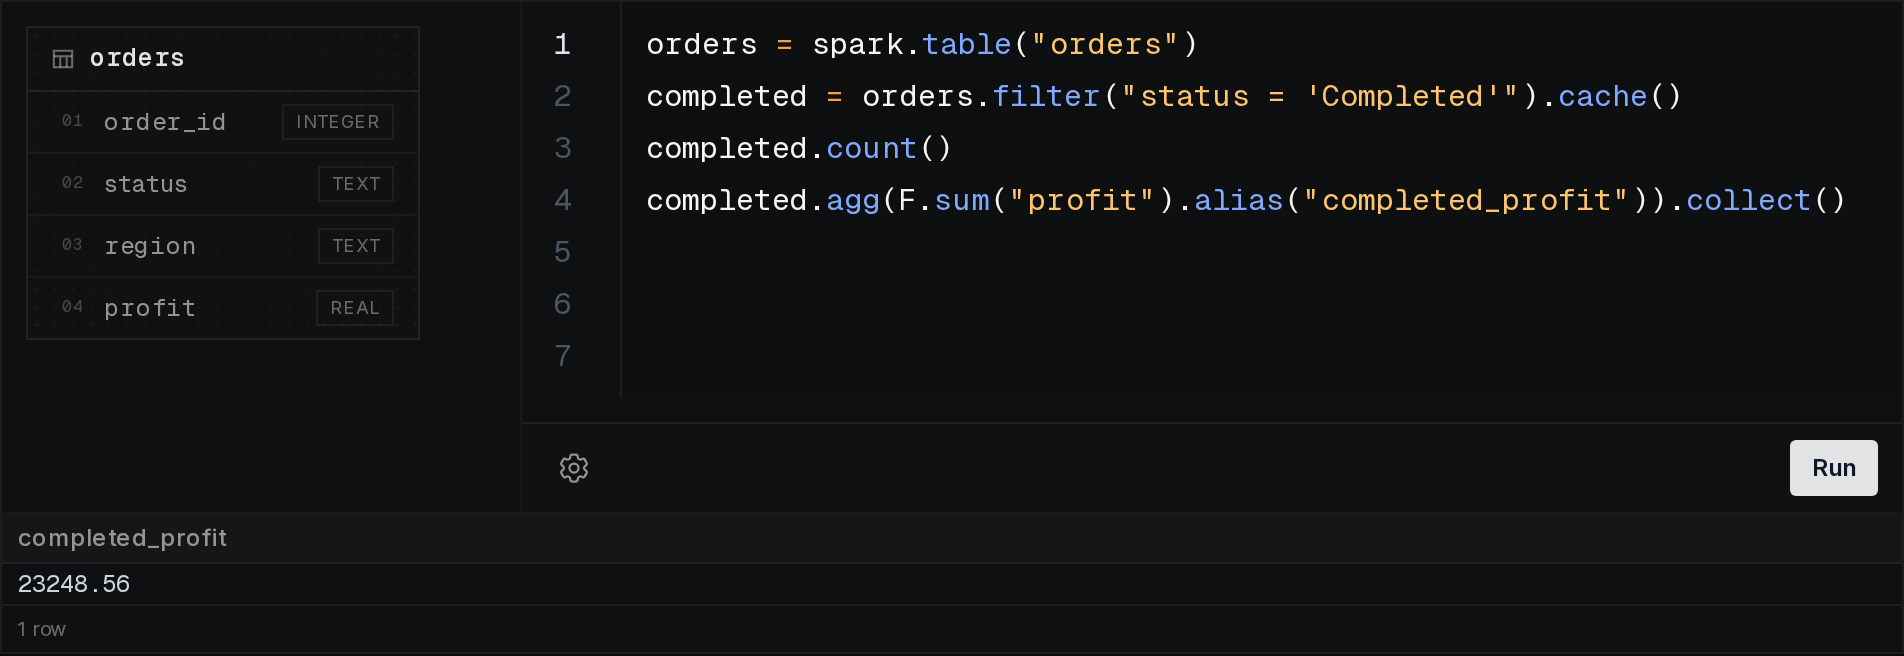 orders
01 order_id INTEGER
02 status TEXT
03 region TEXT
04 profit REAL
1 orders = spark.table("orders")
2 completed = orders.filter("status = 'Completed'").cache()
3 completed.count()
4 completed.agg(F.sum("profit").alias("completed_profit")).collect()
5
6
7
Run
completed_profit
23248.56
1 row